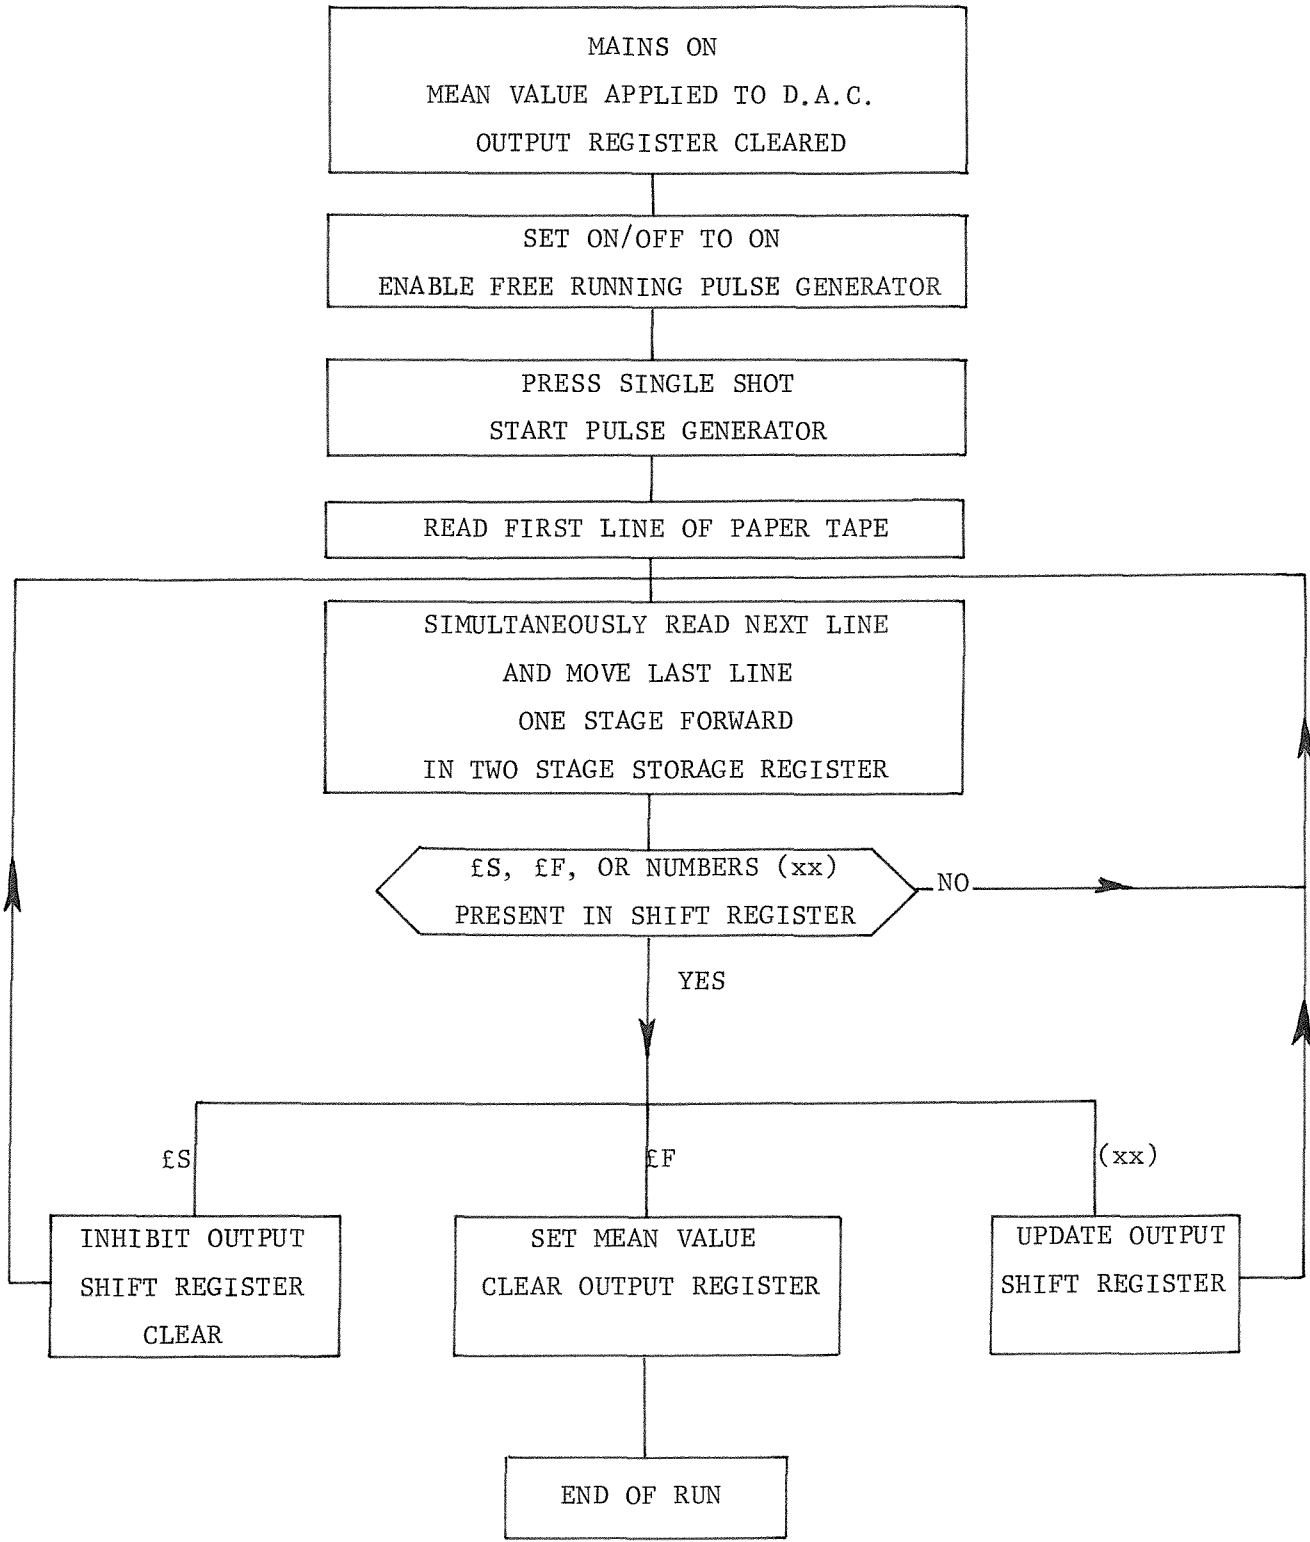 MAINS ON
MEAN VALUE APPLIED TO D.A.C.
OUTPUT REGISTER CLEARED
SET ON/OFF TO ON
ENABLE FREE RUNNING PULSE GENERATOR
PRESS SINGLE SHOT
START PULSE GENERATOR
READ FIRST LINE OF PAPER TAPE
SIMULTANEOUSLY READ NEXT LINE
AND MOVE LAST LINE
ONE STAGE FORWARD
IN TWO STAGE STORAGE REGISTER
£S, £F, OR NUMBERS (xx)
PRESENT IN SHIFT REGISTER
NO
YES
£S
£F
(xx)
INHIBIT OUTPUT
SHIFT REGISTER
CLEAR
SET MEAN VALUE
CLEAR OUTPUT REGISTER
UPDATE OUTPUT
SHIFT REGISTER
END OF RUN